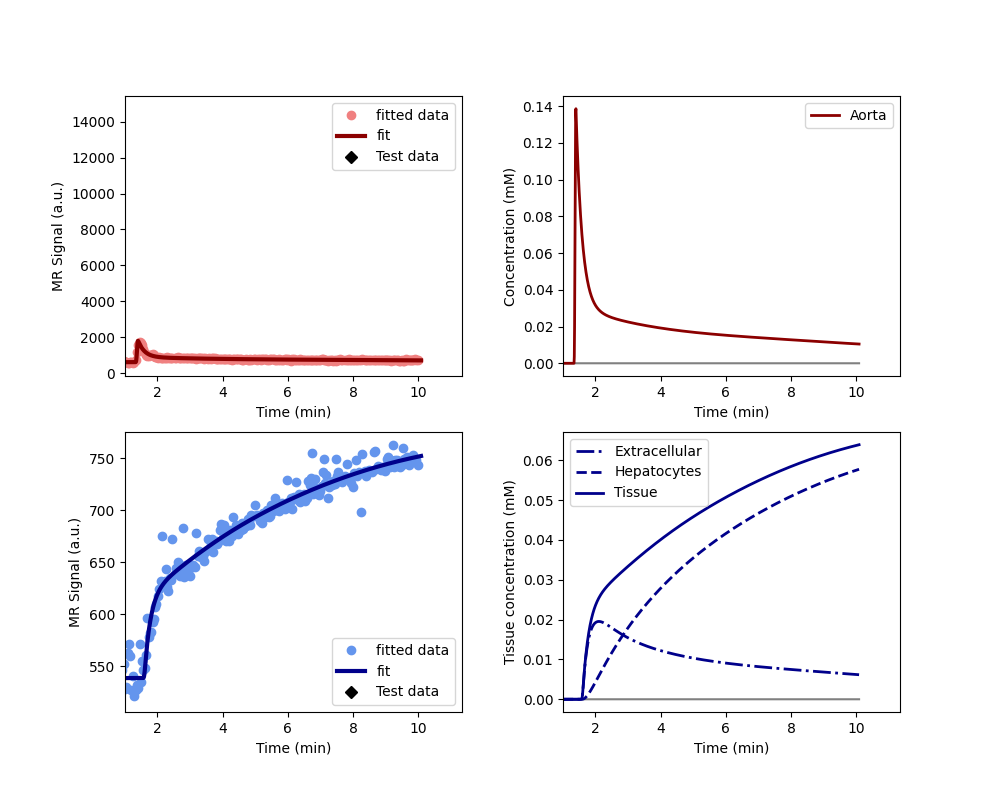 14000
12000
10000
8000
6000
4000
2000
0
MR Signal (a.u.)
2 4 6 8 10
Time (min)
fitted data
fit
Test data
0.14
0.12
0.10
0.08
0.06
0.04
0.02
0.00
Concentration (mM)
2 4 6 8 10
Time (min)
Aorta
750
700
650
600
550
MR Signal (a.u.)
2 4 6 8 10
Time (min)
fitted data
fit
Test data
0.06
0.05
0.04
0.03
0.02
0.01
0.00
Tissue concentration (mM)
2 4 6 8 10
Time (min)
Extracellular
Hepatocytes
Tissue